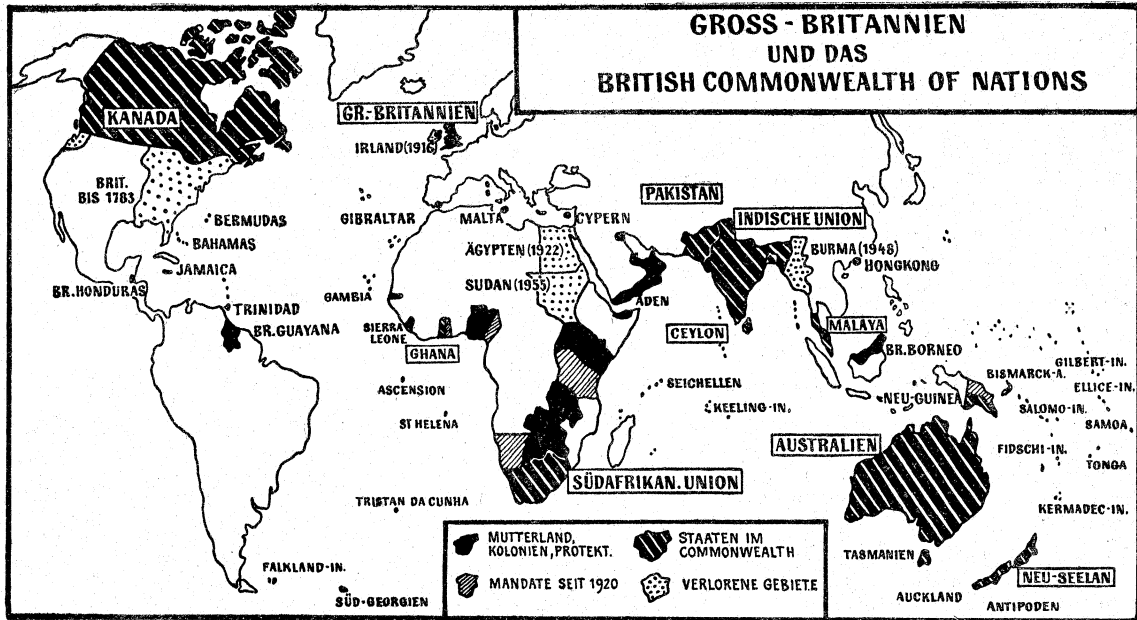 GROSS - BRITANNIEN
UND DAS
BRITISH COMMONWEALTH OF NATIONS
KANADA
GR.-BRITANNIEN
IRLAND(1916)
BRIT.
BIS 1783
BERMUDAS
BAHAMAS
JAMAICA
BR.HONDURAS
TRINIDAD
BR.GUAYANA
GIBRALTAR
MALTA
CYPERN
ÄGYPTEN(1922)
SUDAN(1955)
GAMBIA
SIERRA
LEONE
GHANA
ADEN
PAKISTAN
INDISCHE UNION
BURMA(1948)
HONGKONG
CEYLON
MALAYA
BR.BORNEO
ASCENSION
ST HELENA
SEICHELLEN
KEELING-IN.
NEU-GUINEA
BISMARCK-A.
GILBERT-IN.
ELLICE-IN.
SALOMO-IN.
SAMOA
FIDSCHI-IN.
TONGA
KERMADEC-IN.
AUSTRALIEN
SÜDAFRIKAN. UNION
TRISTAN DA CUNHA
TASMANIEN
NEU-SEELAN
AUCKLAND
ANTIPODEN
FALKLAND-IN.
SÜD-GEORGIEN
MUTTERLAND,
KOLONIEN, PROTEKT.
STAATEN IM
COMMONWEALTH
MANDATE SEIT 1920
VERLORENE GEBIETE